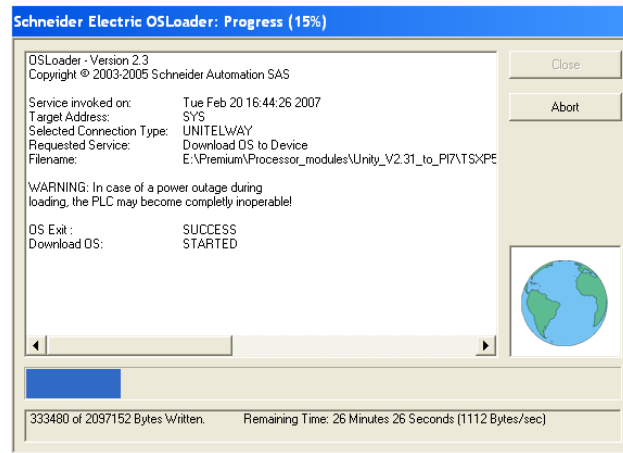 Schneider Electric OSLoader: Progress (15%)
OSLoader - Version 2.3
Copyright © 2003-2005 Schneider Automation SAS
Close
Abort
Service invoked on: Tue Feb 20 16:44:26 2007
Target Address: SYS
Selected Connection Type: UNITELWAY
Requested Service: Download OS to Device
Filename: E:\Premium\Processor_modules\Unity_V2.31_to_Pl7\TSXP5
WARNING: In case of a power outage during
loading, the PLC may become completly inoperable!
OS Exit : SUCCESS
Download OS: STARTED
333480 of 2097152 Bytes Written. Remaining Time: 26 Minutes 26 Seconds (1112 Bytes/sec)